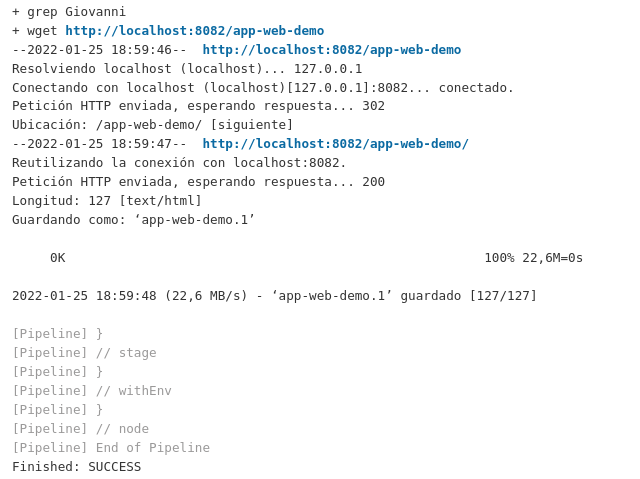 + grep Giovanni
+ wget http://localhost:8082/app-web-demo
--2022-01-25 18:59:46--  http://localhost:8082/app-web-demo
Resolviendo localhost (localhost)... 127.0.0.1
Conectando con localhost (localhost)[127.0.0.1]:8082... conectado.
Petición HTTP enviada, esperando respuesta... 302
Ubicación: /app-web-demo/ [siguiente]
--2022-01-25 18:59:47--  http://localhost:8082/app-web-demo/
Reutilizando la conexión con localhost:8082.
Petición HTTP enviada, esperando respuesta... 200
Longitud: 127 [text/html]
Guardando como: ‘app-web-demo.1’
0K 100% 22,6M=0s
2022-01-25 18:59:48 (22,6 MB/s) - ‘app-web-demo.1’ guardado [127/127]
[Pipeline] }
[Pipeline] // stage
[Pipeline] }
[Pipeline] // withEnv
[Pipeline] }
[Pipeline] // node
[Pipeline] End of Pipeline
Finished: SUCCESS